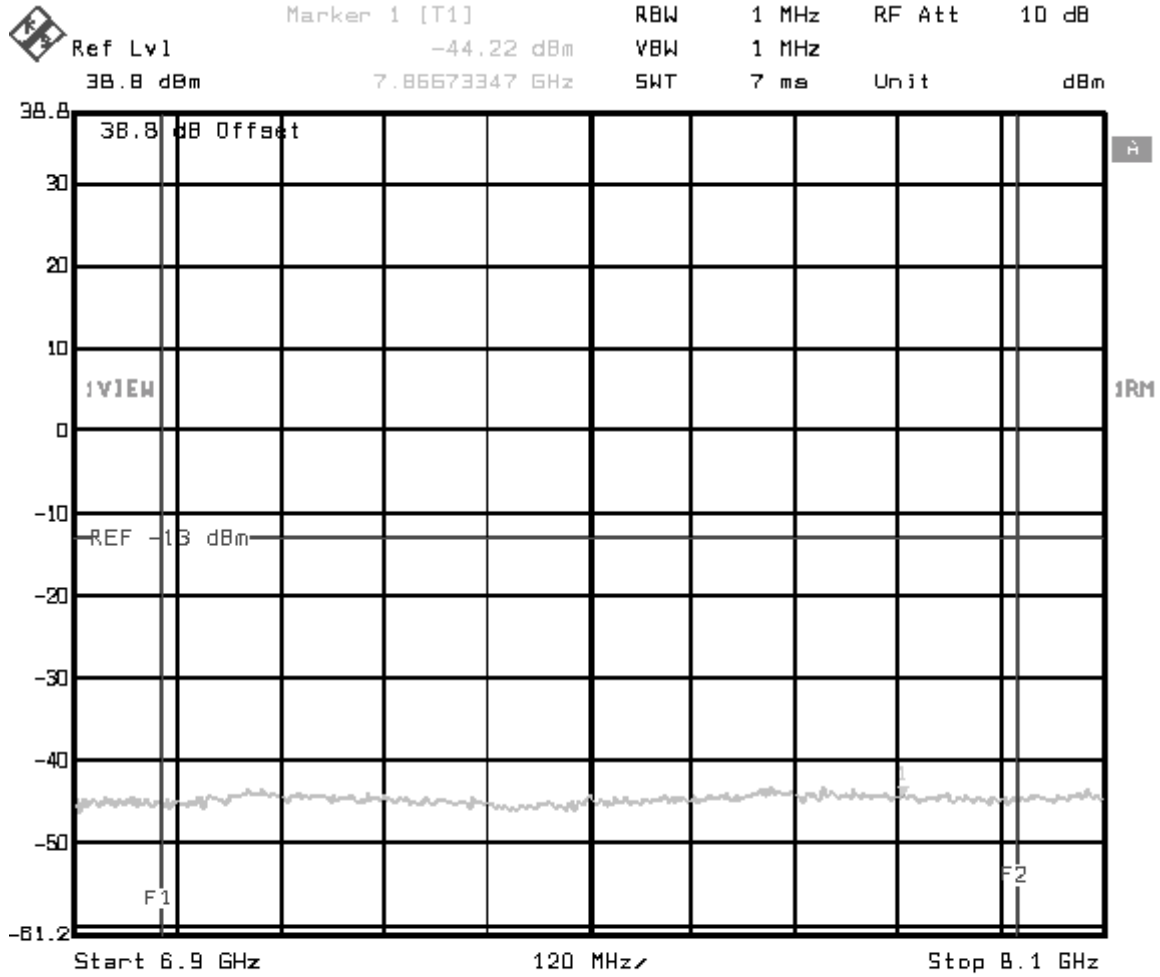 Marker 1 [T1] RBW 1 MHz RF Att 10 dB
Ref Lvl -44.22 dBm VBW 1 MHz
38.8 dBm 7.86673347 GHz SWT 7 ms Unit dBm
38.8
38.8 dB Offset
A
30
20
10
1VIEW 1RM
0
-10
REF -13 dBm
-20
-30
-40
1
-50
F2
F1
-61.2
Start 6.9 GHz 120 MHz/ Stop 8.1 GHz